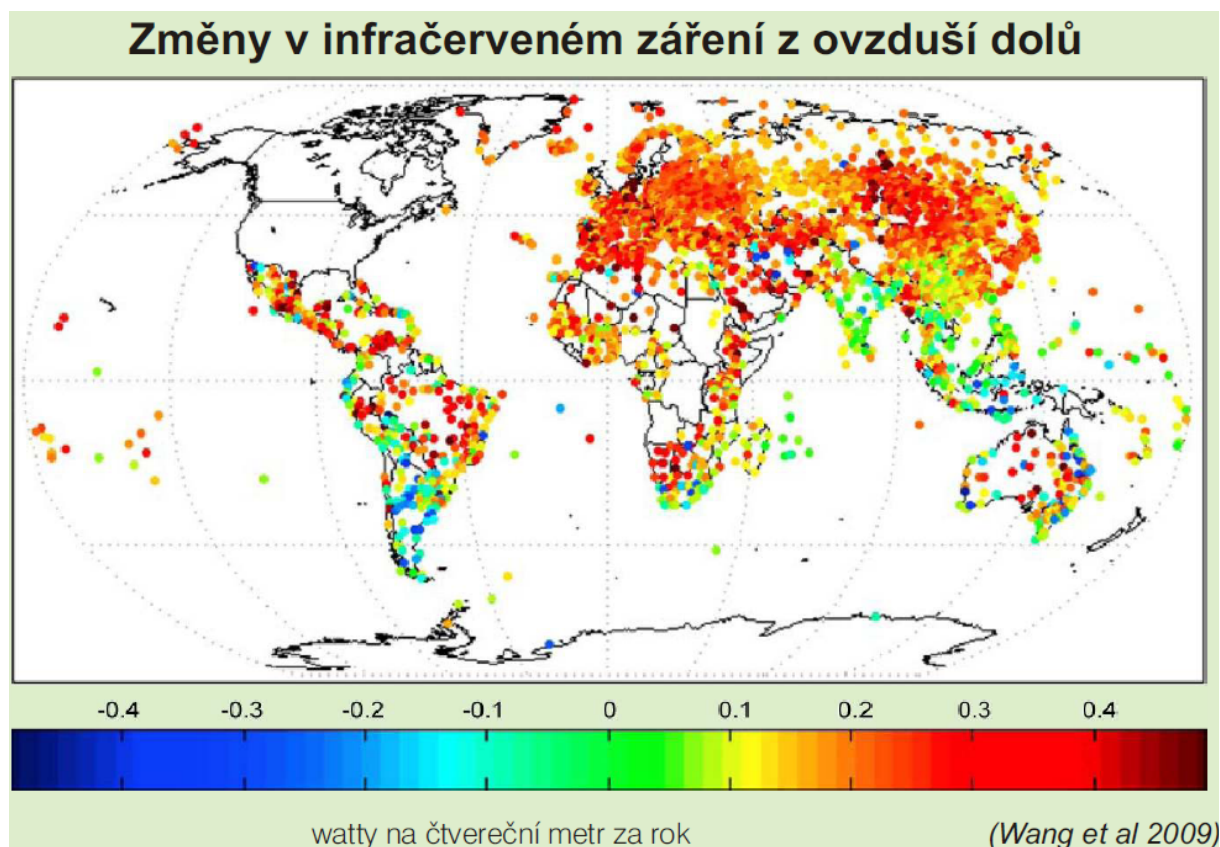 Změny v infračerveném záření z ovzduší dolů
-0.4 -0.3 -0.2 -0.1 0 0.1 0.2 0.3 0.4
watty na čtvereční metr za rok (Wang et al 2009)